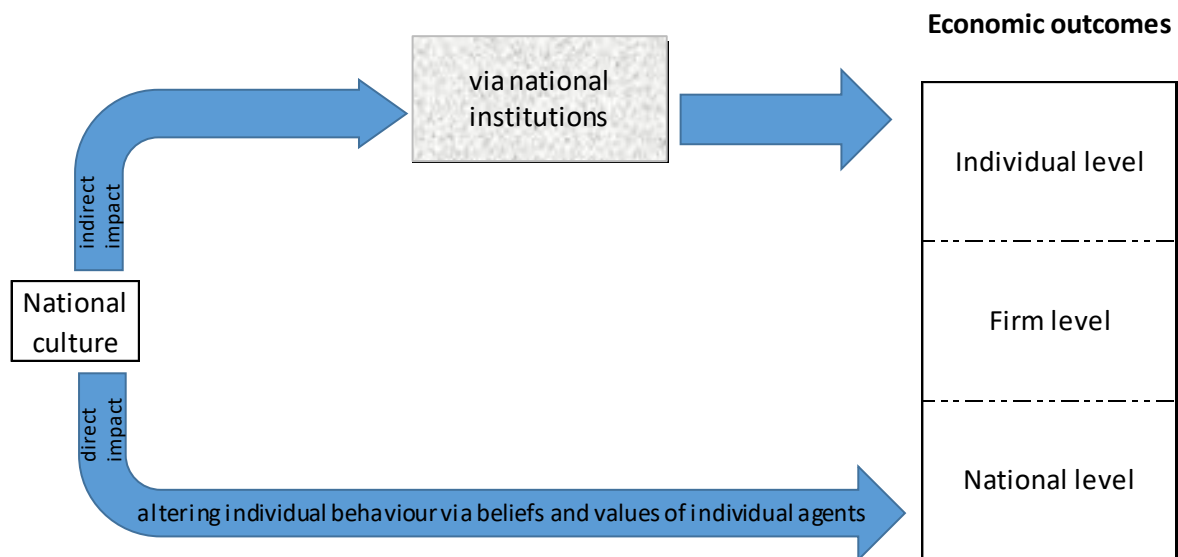 Economic outcomes
via national
institutions
Individual level
indirect
impact
National
culture
Firm level
direct
impact
altering individual behaviour via beliefs and values of individual agents
National level